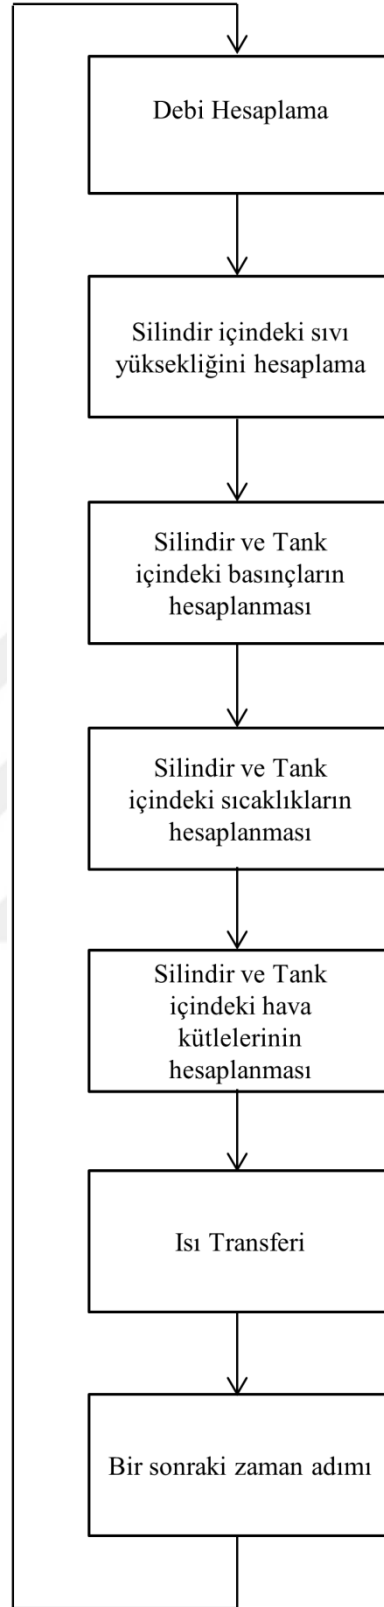 Debi Hesaplama
Silindir içindeki sıvı
yüksekliğini hesaplama
Silindir ve Tank
içindeki basınçların
hesaplanması
Silindir ve Tank
içindeki sıcaklıkların
hesaplanması
Silindir ve Tank
içindeki hava
kütlelerinin
hesaplanması
Isı Transferi
Bir sonraki zaman adımı